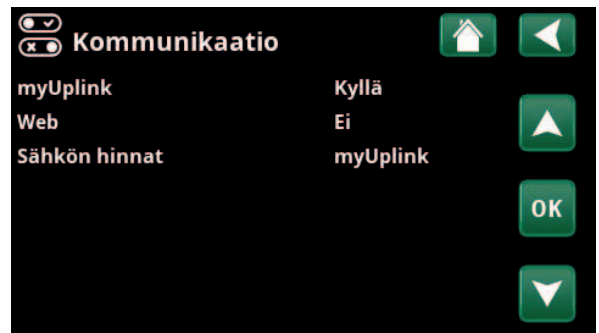 Kommunikaatio
myUplink Kyllä
Web Ei
Sähkön hinnat myUplink
OK